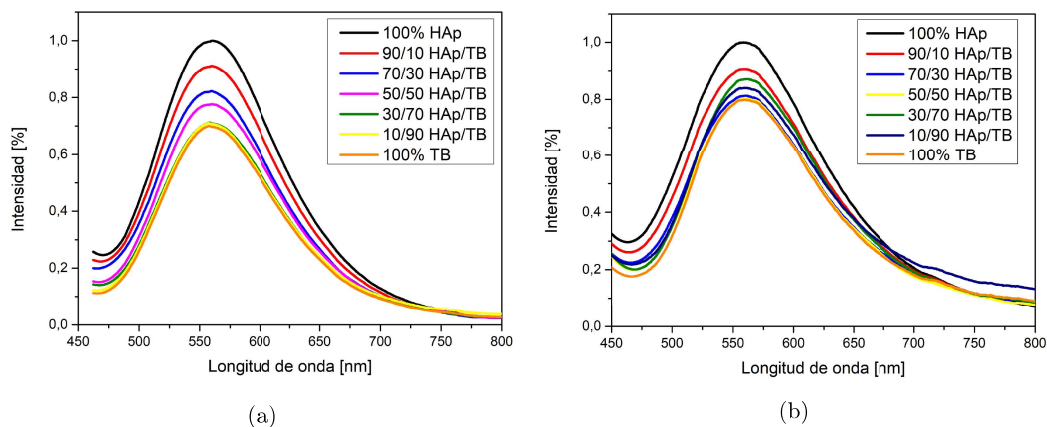 1,0
0,8
0,6
0,4
0,2
0,0
Intensidad [%]
100% HAp
90/10 HAp/TB
70/30 HAp/TB
50/50 HAp/TB
30/70 HAp/TB
10/90 HAp/TB
100% TB
450 500 550 600 650 700 750 800
Longitud de onda [nm]
(a)
1,0
0,8
0,6
0,4
0,2
0,0
Intensidad [%]
100% HAp
90/10 HAp/TB
70/30 HAp/TB
50/50 HAp/TB
30/70 HAp/TB
10/90 HAp/TB
100% TB
450 500 550 600 650 700 750 800
Longitud de onda [nm]
(b)